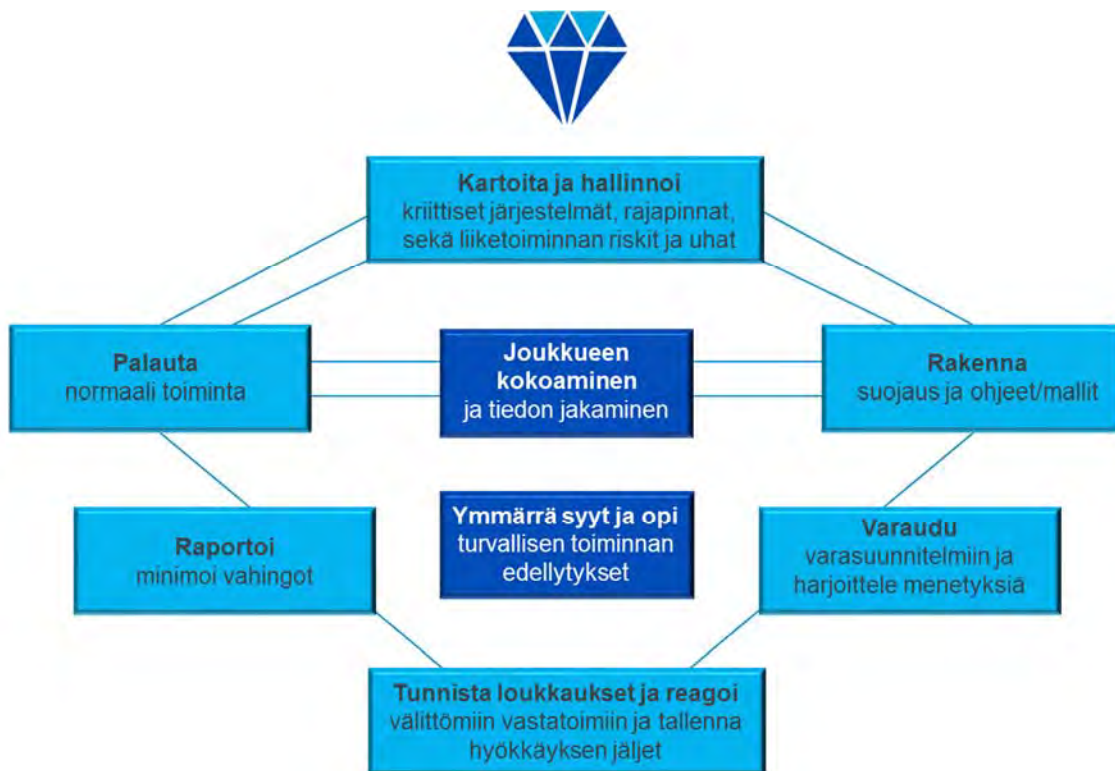 Kartoita ja hallinnoi
kriittiset järjestelmät, rajapinnat,
sekä liiketoiminnan riskit ja uhat
Palauta
normaali toiminta
Joukkueen
kokoaminen
ja tiedon jakaminen
Rakenna
suojaus ja ohjeet/mallit
Raportoi
minimoi vahingot
Ymmärrä syyt ja opi
turvallisen toiminnan
edellytykset
Varaudu
varasuunnitelmiin ja
harjoittele menetyksiä
Tunnista loukkaukset ja reagoi
välittömiin vastatoimiin ja tallenna
hyökkäyksen jäljet